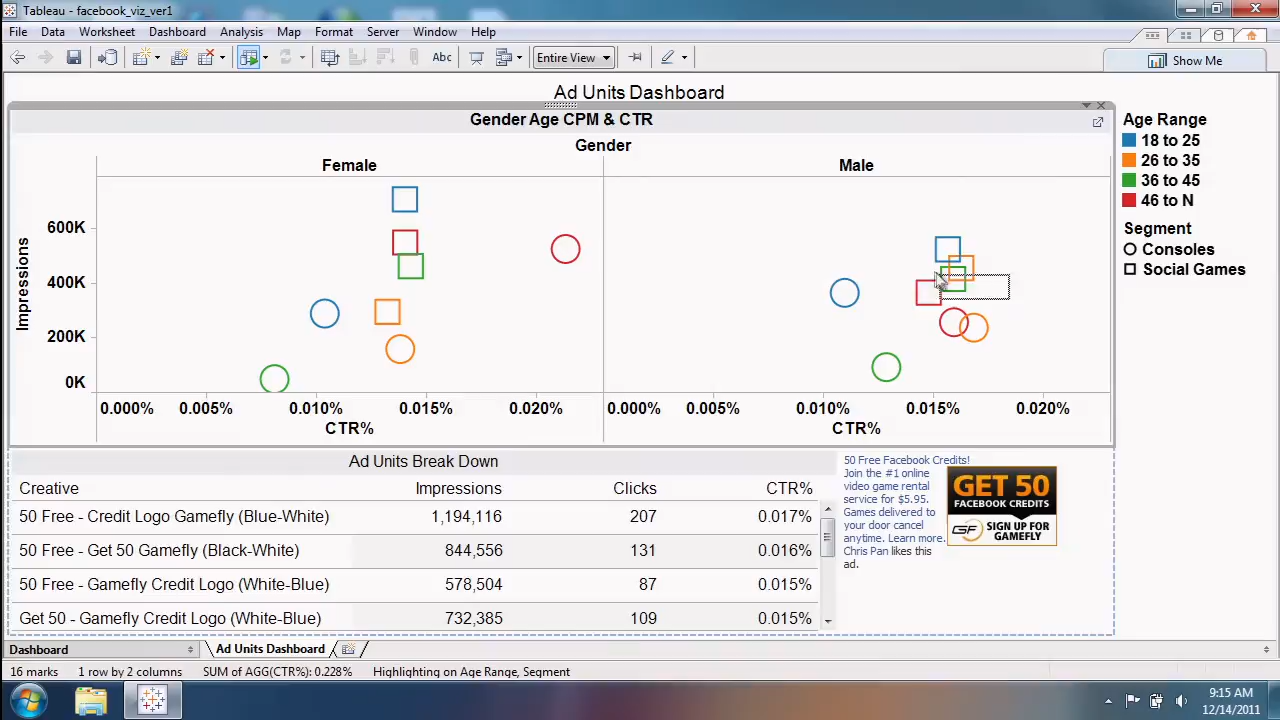 Tableau - facebook_viz_ver1
File Data Worksheet Dashboard Analysis Map Format Server Window Help
Abc Entire View Show Me
Ad Units Dashboard
Gender Age CPM & CTR
Gender
Female Male
Impressions
600K
400K
200K
0K
0.000% 0.005% 0.010% 0.015% 0.020% 0.000% 0.005% 0.010% 0.015% 0.020%
CTR% CTR%
Age Range
18 to 25
26 to 35
36 to 45
46 to N
Segment
Consoles
Social Games
Ad Units Break Down
Creative Impressions Clicks CTR%
50 Free - Credit Logo Gamefly (Blue-White) 1,194,116 207 0.017%
50 Free - Get 50 Gamefly (Black-White) 844,556 131 0.016%
50 Free - Gamefly Credit Logo (White-Blue) 578,504 87 0.015%
Get 50 - Gamefly Credit Logo (White-Blue) 732,385 109 0.015%
50 Free Facebook Credits!
Join the #1 online
video game rental
service for $5.95.
Games delivered to
your door cancel
anytime. Learn more.
Chris Pan likes this
ad.
GET 50
FACEBOOK CREDITS
GF SIGN UP FOR
GAMEFLY
Dashboard Ad Units Dashboard
16 marks 1 row by 2 columns SUM of AGG(CTR%): 0.228% Highlighting on Age Range, Segment
9:15 AM
12/14/2011